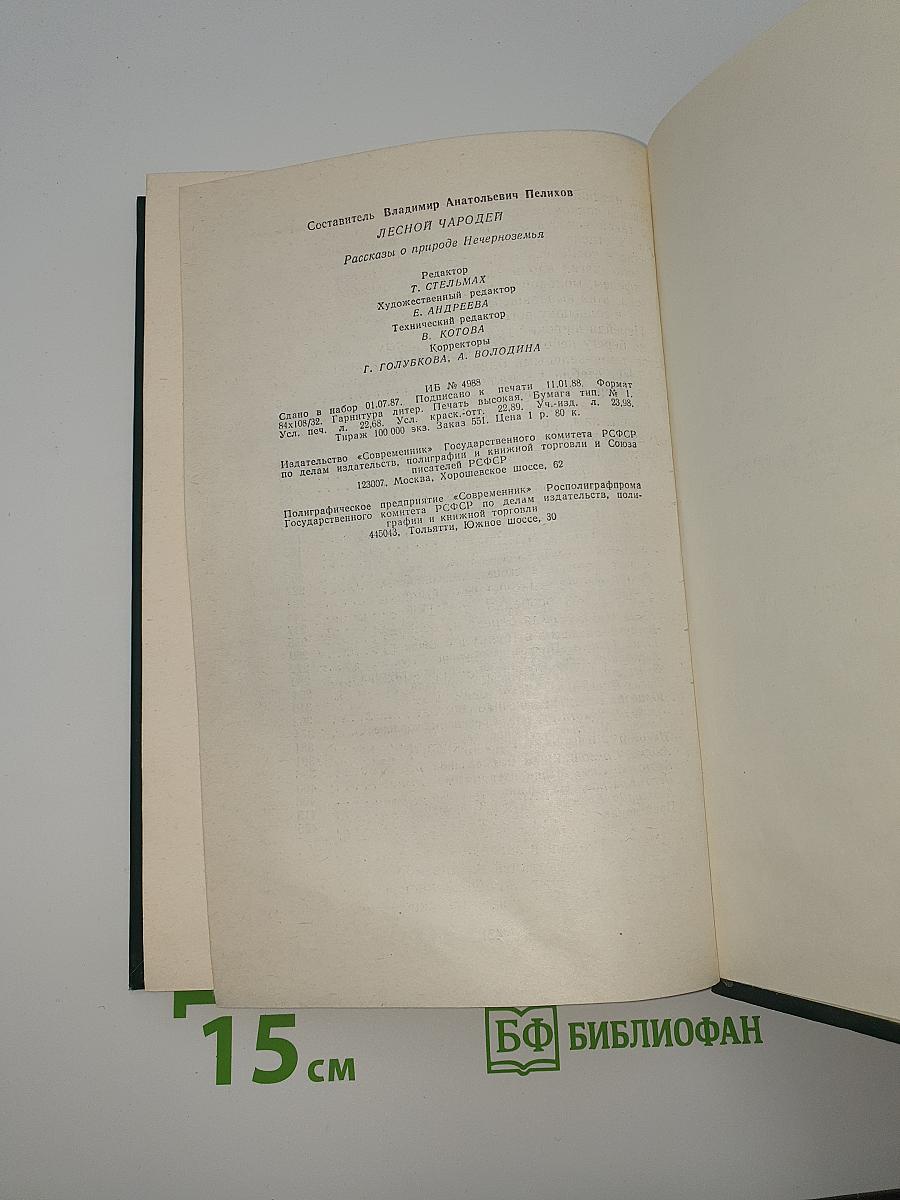 Составитель Владимир Анатольевич Пелихов
ЛЕСНОЙ ЧАРОДЕЙ
Рассказы о природе Нечерноземья
Редактор
Т. СТЕЛЬМАХ
Художественный редактор
Е. АНДРЕЕВА
Технический редактор
В. КОТОВА
Корректоры
Г. ГОЛУБКОВА, А. ВОЛОДИНА
ИБ № 4988
Сдано в набор 01.07.87. Подписано к печати 11.01.88. Формат
84х108/32. Гарнитура литер. Печать высокая. Бумага тип. № 1.
Усл. печ. л. 22,68. Усл. краск.-отт. 22,89. Уч.-изд. л. 23,98.
Тираж 100 000 экз. Заказ 551. Цена 1 р. 80 к.
Издательство «Современник» Государственного комитета РСФСР
по делам издательств, полиграфии и книжной торговли и Союза
писателей РСФСР
123007, Москва, Хорошевское шоссе, 62
Полиграфическое предприятие «Современник» Росполиграфпрома
Государственного комитета РСФСР по делам издательств, поли-
графии и книжной торговли
445043, Тольятти, Южное шоссе, 30
15 см
БФ БИБЛИОФАН